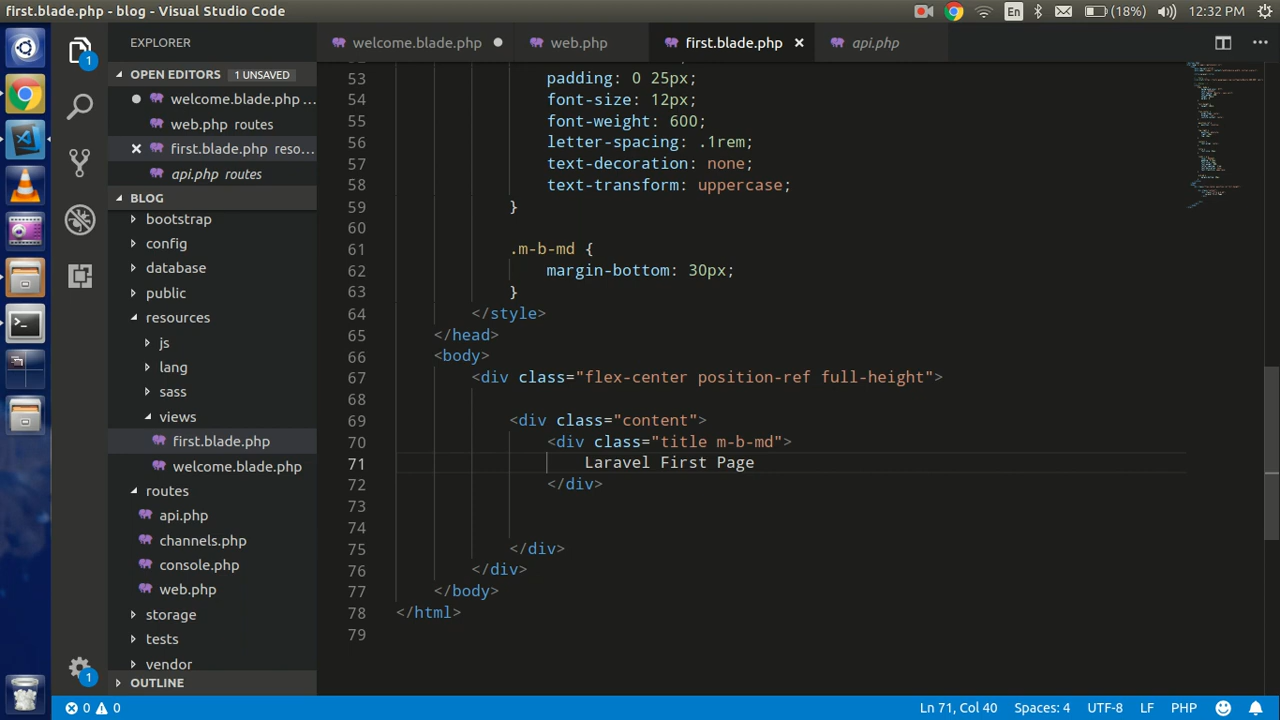 first.blade.php - blog - Visual Studio Code
En
(18%)
12:32 PM
EXPLORER
OPEN EDITORS 1 UNSAVED
welcome.blade.php ...
web.php routes
first.blade.php reso...
api.php routes
BLOG
bootstrap
config
database
public
resources
js
lang
sass
views
first.blade.php
welcome.blade.php
routes
api.php
channels.php
console.php
web.php
storage
tests
vendor
OUTLINE
1
1
welcome.blade.php
web.php
first.blade.php
api.php
53 padding: 0 25px;
54 font-size: 12px;
55 font-weight: 600;
56 letter-spacing: .1rem;
57 text-decoration: none;
58 text-transform: uppercase;
59 }
60
61 .m-b-md {
62 margin-bottom: 30px;
63 }
64 </style>
65 </head>
66 <body>
67 <div class="flex-center position-ref full-height">
68
69 <div class="content">
70 <div class="title m-b-md">
71 Laravel First Page
72 </div>
73
74
75 </div>
76 </div>
77 </body>
78 </html>
79
0 0
Ln 71, Col 40
Spaces: 4
UTF-8
LF
PHP